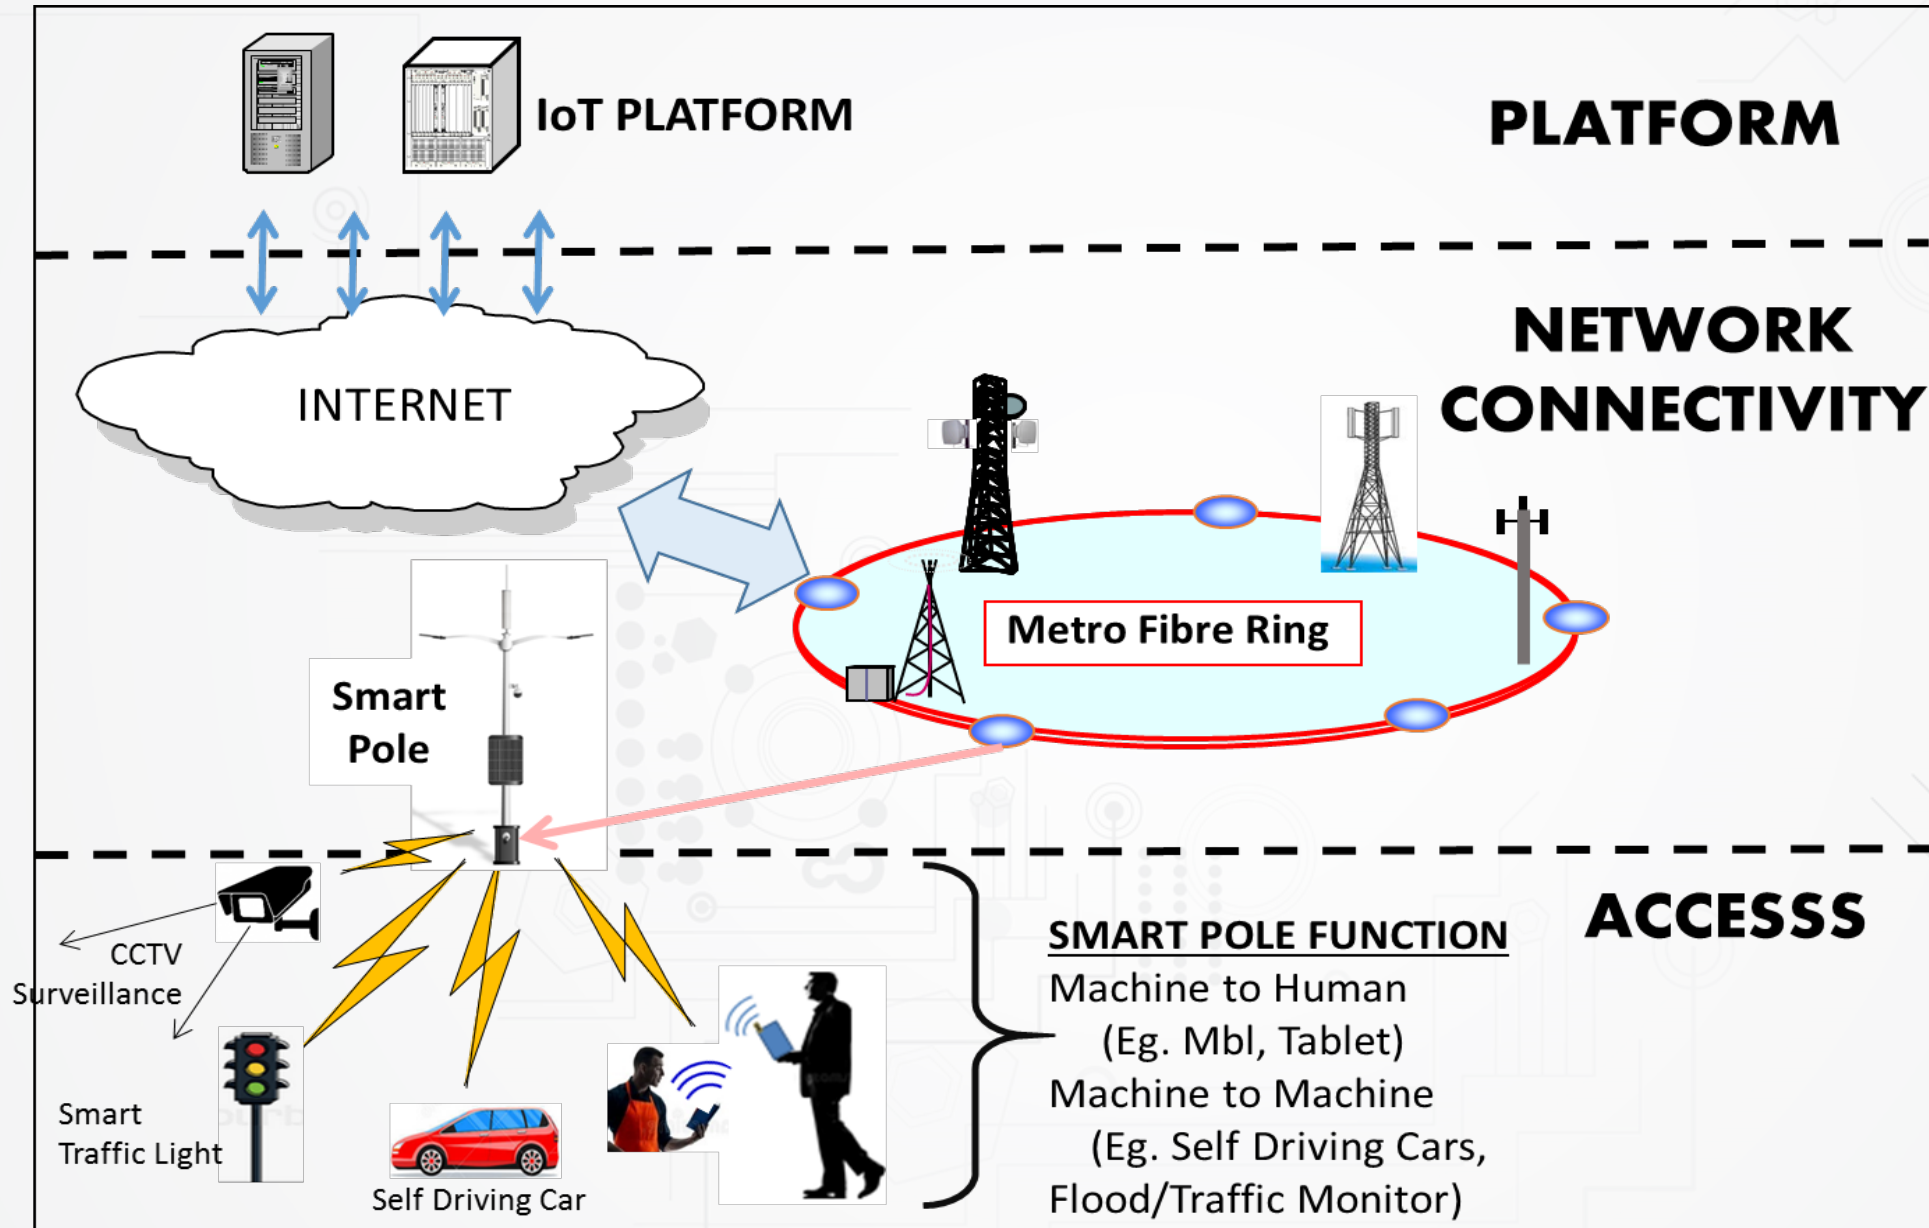 IoT PLATFORM
PLATFORM
NETWORK
CONNECTIVITY
INTERNET
Metro Fibre Ring
Smart
Pole
ACCESSS
CCTV
Surveillance
Smart
Traffic Light
Self Driving Car
SMART POLE FUNCTION
Machine to Human
(Eg. Mbl, Tablet)
Machine to Machine
(Eg. Self Driving Cars,
Flood/Traffic Monitor)